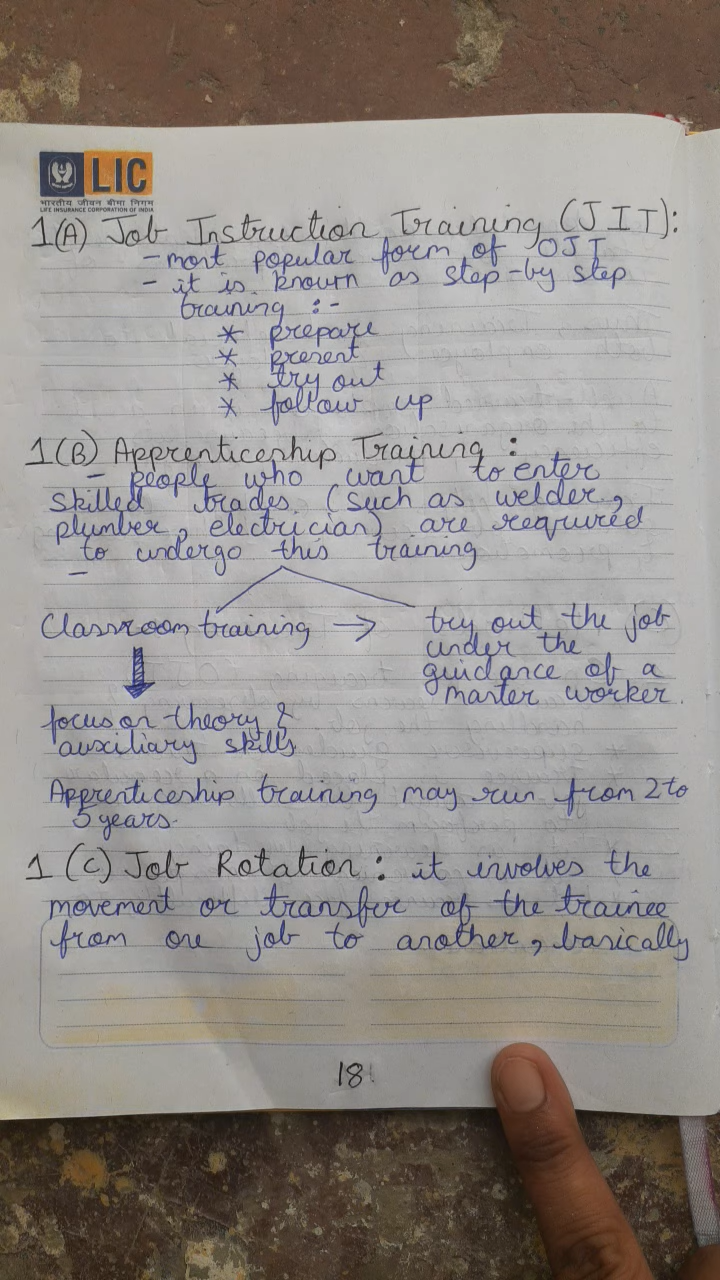 LIC
भारतीय जीवन बीमा निगम
LIFE INSURANCE CORPORATION OF INDIA
1(A) Job Instruction Training (JIT):
- most popular form of OJT
- it is known as step-by step
training :-
* prepare
* present
* try out
* follow up
1(B) Apprenticeship Training :
- people who want to enter
skilled trades (such as welder,
plumber, electrician) are required
to undergo this training
-
Classroom training → try out the job
under the
guidance of a
master worker.
focus on theory &
auxiliary skills
Apprenticeship training may run from 2 to
5 years.
1 (C) Job Rotation : it involves the
movement or transfer of the trainee
from one job to another, basically
18